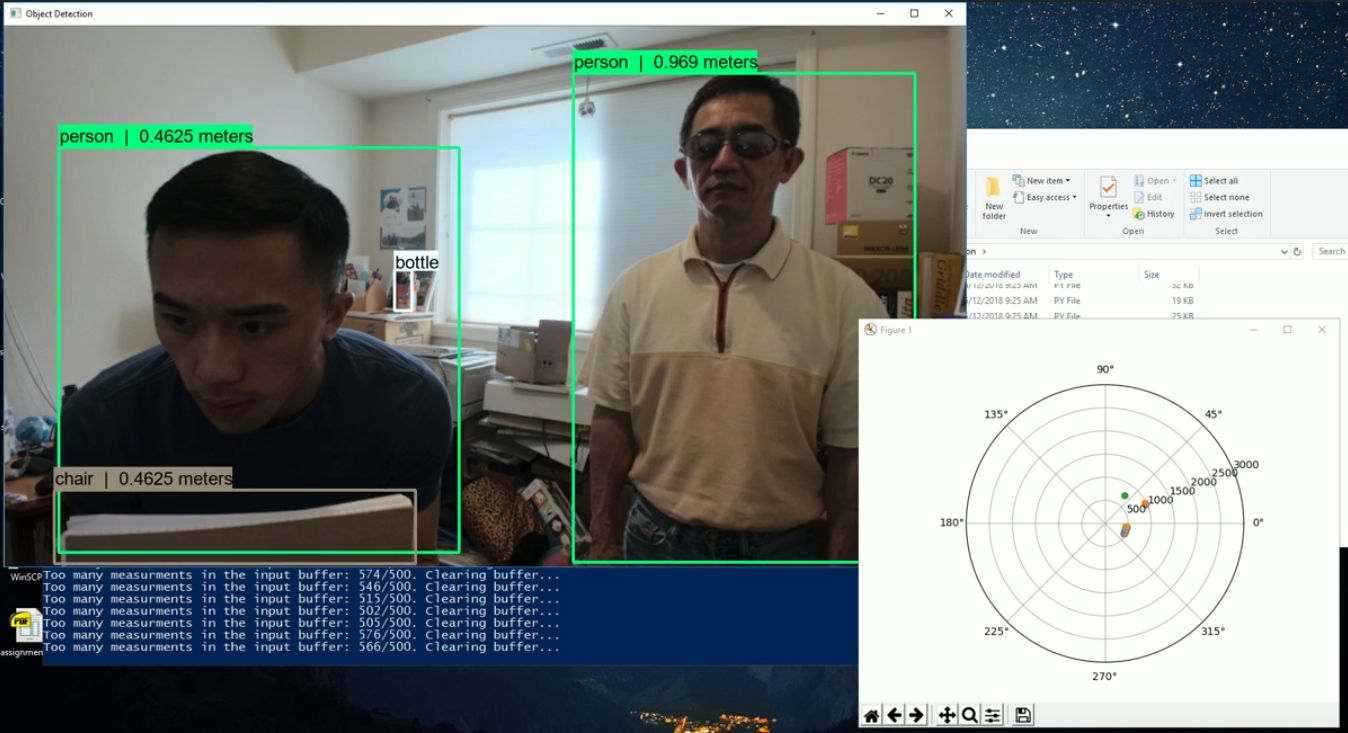 Object Detection
person | 0.969 meters
person | 0.4625 meters
bottle
chair | 0.4625 meters
DC20
New item
Easy access
New
folder
Properties
Open
Edit
History
Select all
Select none
Invert selection
New
Open
Select
on
Search
Date modified
Type
Size
/12/2018 9:25 AM PY File 32 KB
/12/2018 9:25 AM PY File 19 KB
/12/2018 9:25 AM PY File 25 KB
WinSCP
Too many measurments in the input buffer: 574/500. Clearing buffer...
Too many measurments in the input buffer: 546/500. Clearing buffer...
Too many measurments in the input buffer: 515/500. Clearing buffer...
Too many measurments in the input buffer: 502/500. Clearing buffer...
Too many measurments in the input buffer: 505/500. Clearing buffer...
Too many measurments in the input buffer: 576/500. Clearing buffer...
Too many measurments in the input buffer: 566/500. Clearing buffer...
PDF
assignmen
Figure 1
90°
135°
45°
3000
2500
2000
1500
1000
500
180°
0°
225°
315°
270°